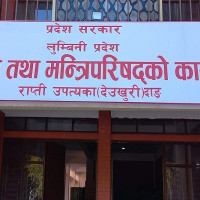 प्रदेश सरकार
लुम्बिनी प्रदेश
तथा मन्त्रिपरिषद्को
राप्ती उपत्यका(देउखुरी)दाङ